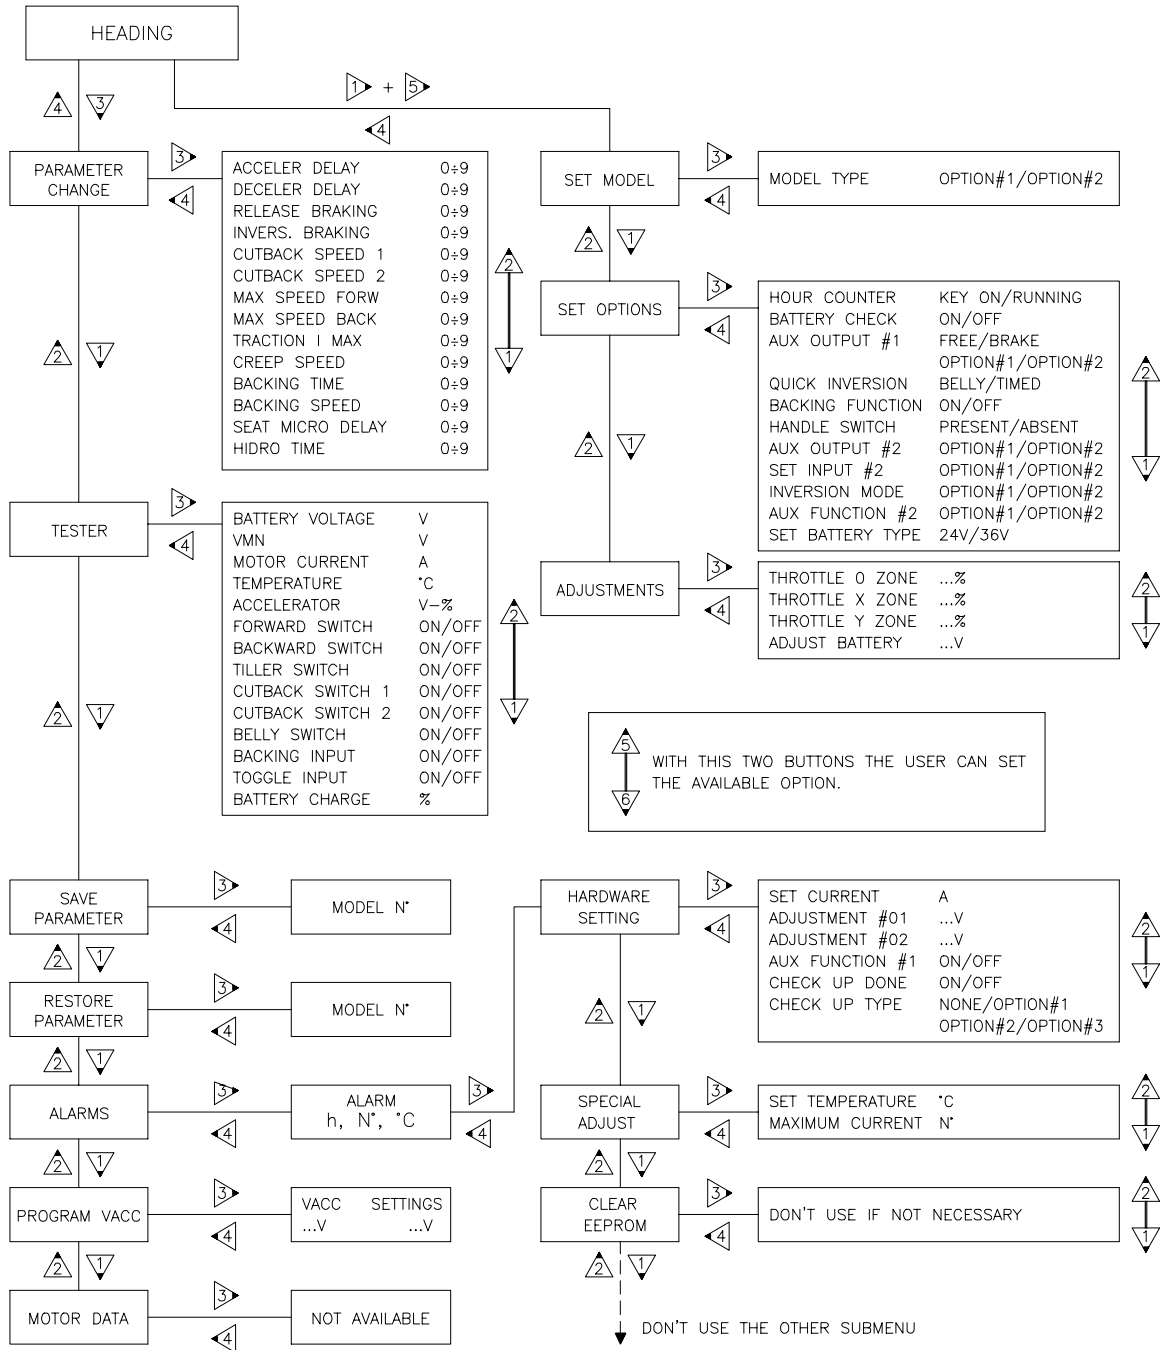 HEADING
1 + 5
4 3
4
PARAMETER
CHANGE
3
4
ACCELER DELAY 0÷9
DECELER DELAY 0÷9
RELEASE BRAKING 0÷9
INVERS. BRAKING 0÷9
CUTBACK SPEED 1 0÷9
CUTBACK SPEED 2 0÷9
MAX SPEED FORW 0÷9
MAX SPEED BACK 0÷9
TRACTION I MAX 0÷9
CREEP SPEED 0÷9
BACKING TIME 0÷9
BACKING SPEED 0÷9
SEAT MICRO DELAY 0÷9
HIDRO TIME 0÷9
2
1
2 1
SET MODEL
3
4
MODEL TYPE OPTION#1/OPTION#2
2 1
SET OPTIONS
3
4
HOUR COUNTER KEY ON/RUNNING
BATTERY CHECK ON/OFF
AUX OUTPUT #1 FREE/BRAKE
OPTION#1/OPTION#2
QUICK INVERSION BELLY/TIMED
BACKING FUNCTION ON/OFF
HANDLE SWITCH PRESENT/ABSENT
AUX OUTPUT #2 OPTION#1/OPTION#2
SET INPUT #2 OPTION#1/OPTION#2
INVERSION MODE OPTION#1/OPTION#2
AUX FUNCTION #2 OPTION#1/OPTION#2
SET BATTERY TYPE 24V/36V
2
1
2 1
TESTER
3
4
BATTERY VOLTAGE V
VMN V
MOTOR CURRENT A
TEMPERATURE °C
ACCELERATOR V-%
FORWARD SWITCH ON/OFF
BACKWARD SWITCH ON/OFF
TILLER SWITCH ON/OFF
CUTBACK SWITCH 1 ON/OFF
CUTBACK SWITCH 2 ON/OFF
BELLY SWITCH ON/OFF
BACKING INPUT ON/OFF
TOGGLE INPUT ON/OFF
BATTERY CHARGE %
2
1
2 1
ADJUSTMENTS
3
4
THROTTLE 0 ZONE ...%
THROTTLE X ZONE ...%
THROTTLE Y ZONE ...%
ADJUST BATTERY ...V
2
1
5
6
WITH THIS TWO BUTTONS THE USER CAN SET
THE AVAILABLE OPTION.
SAVE
PARAMETER
3
4
MODEL N°
2 1
RESTORE
PARAMETER
3
4
MODEL N°
2 1
ALARMS
3
4
ALARM
h, N°, °C
3
4
2 1
PROGRAM VACC
3
4
VACC SETTINGS
...V ...V
2 1
MOTOR DATA
3
4
NOT AVAILABLE
HARDWARE
SETTING
3
4
SET CURRENT A
ADJUSTMENT #01 ...V
ADJUSTMENT #02 ...V
AUX FUNCTION #1 ON/OFF
CHECK UP DONE ON/OFF
CHECK UP TYPE NONE/OPTION#1
OPTION#2/OPTION#3
2
1
2 1
SPECIAL
ADJUST
3
4
SET TEMPERATURE °C
MAXIMUM CURRENT N°
2
1
2 1
CLEAR
EEPROM
3
4
DON'T USE IF NOT NECESSARY
2
1
2 1
DON'T USE THE OTHER SUBMENU